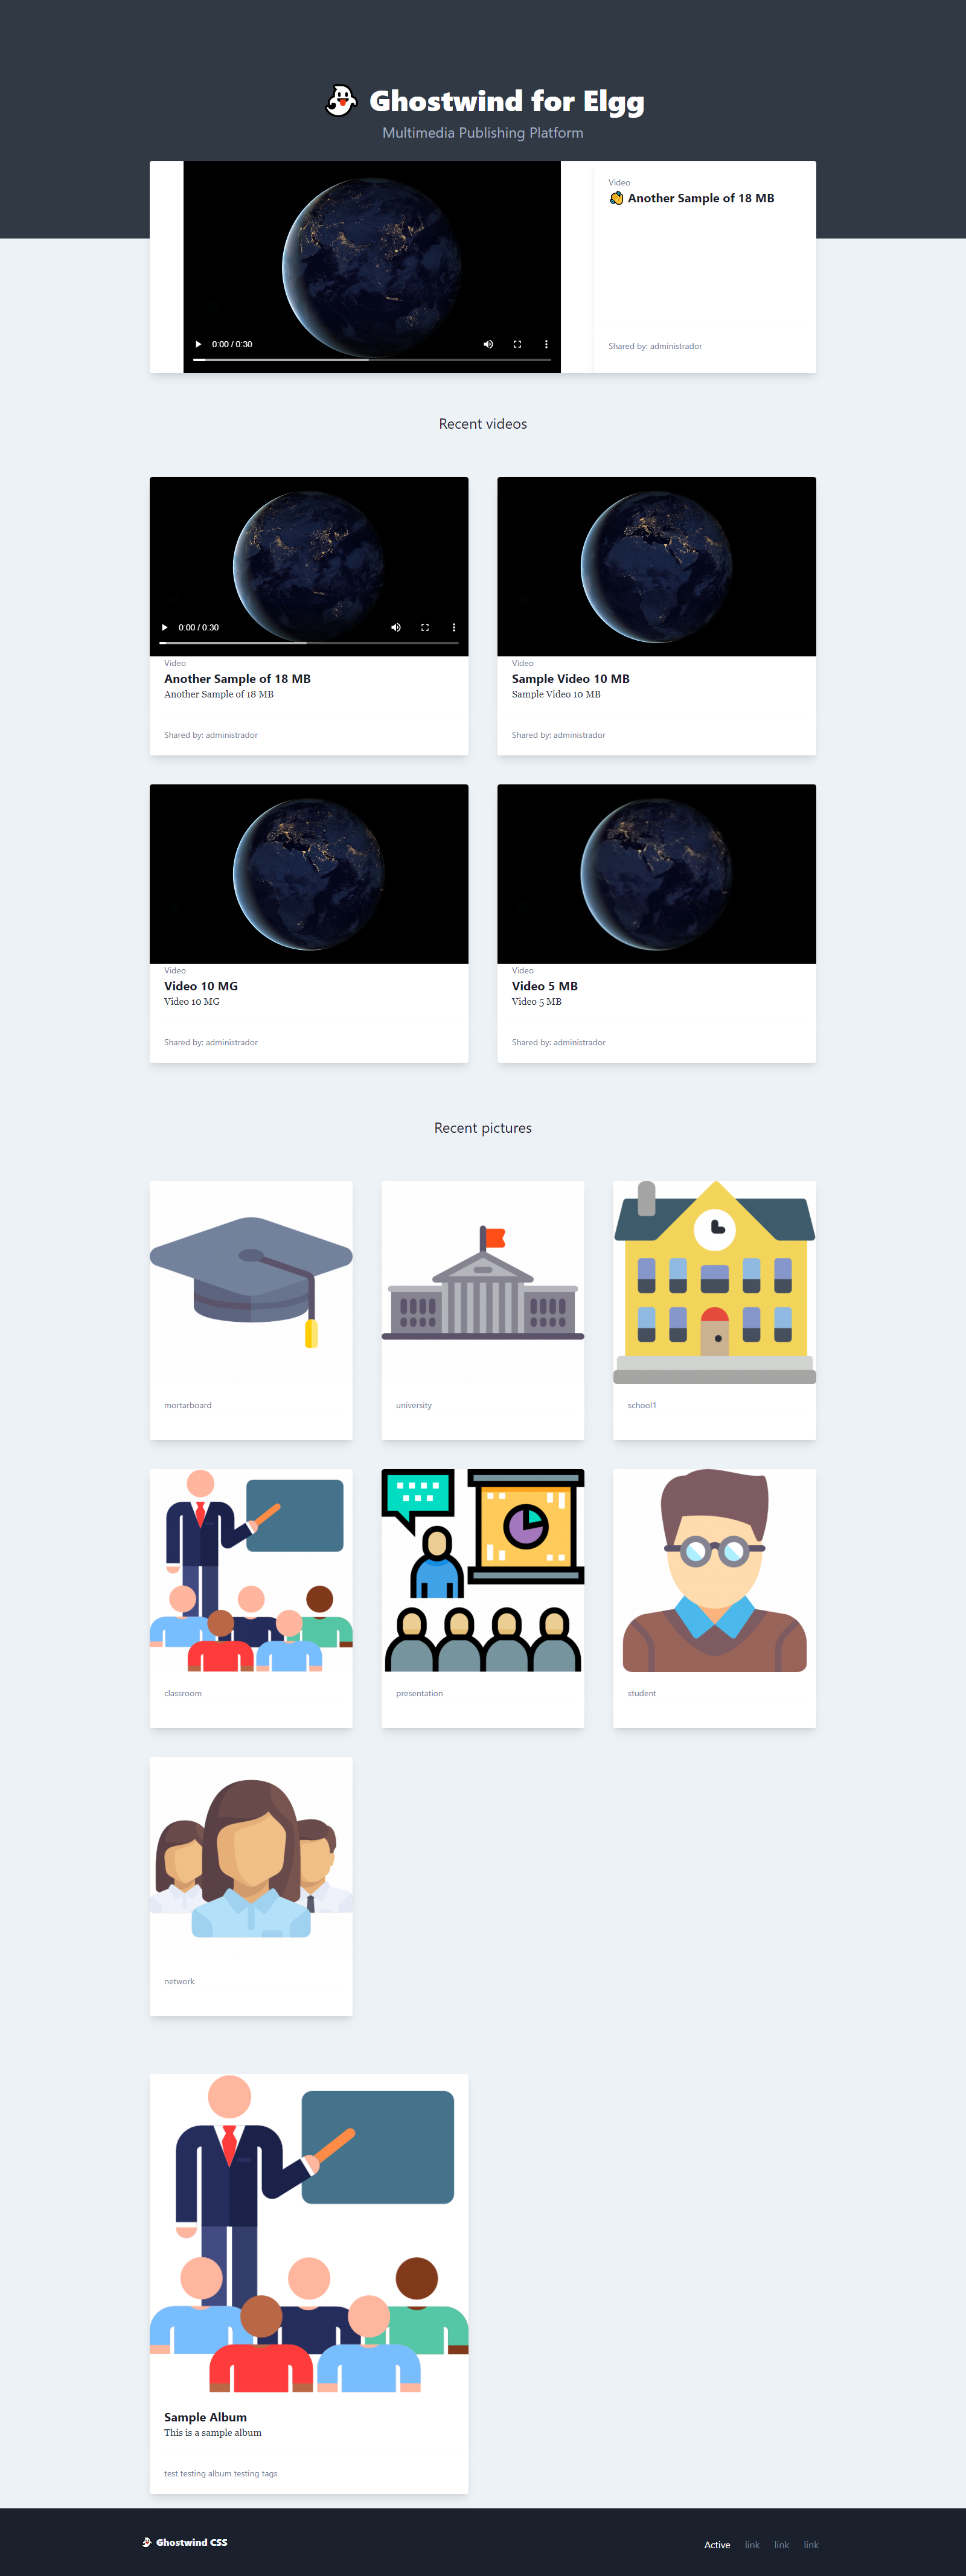 Ghostwind for Elgg
Multimedia Publishing Platform
0:00 / 0:30
Video
Another Sample of 18 MB
Shared by: administrador
Recent videos
0:00 / 0:30
Video
Another Sample of 18 MB
Another Sample of 18 MB
Shared by: administrador
Video
Sample Video 10 MB
Sample Video 10 MB
Shared by: administrador
Video
Video 10 MG
Video 10 MG
Shared by: administrador
Video
Video 5 MB
Video 5 MB
Shared by: administrador
Recent pictures
mortarboard
university
school1
classroom
presentation
student
network
Sample Album
This is a sample album
test testing album testing tags
Ghostwind CSS
Active link link link